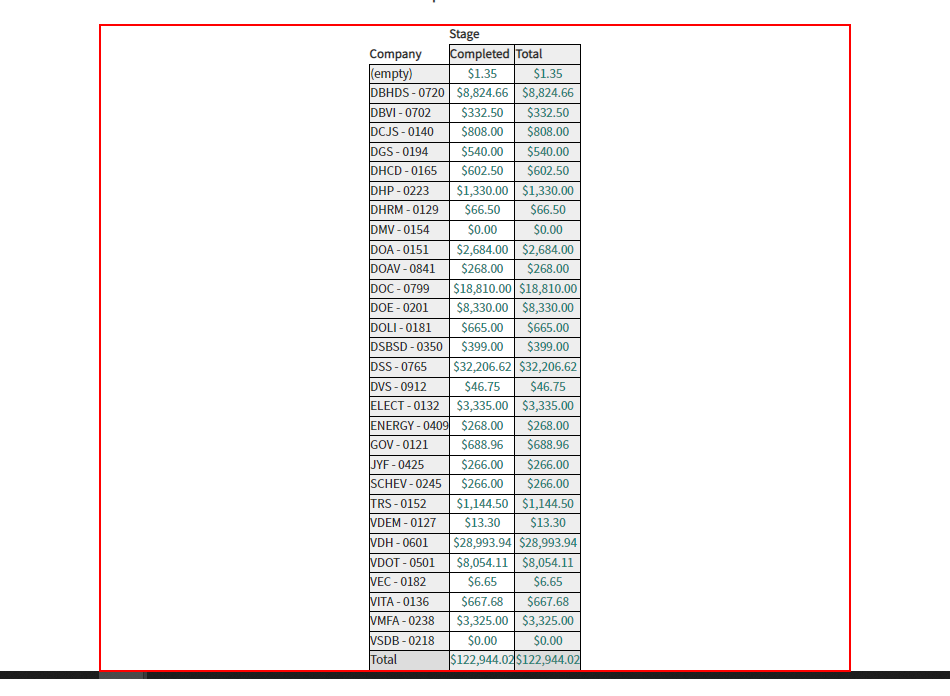 Stage
Company Completed Total
(empty) $1.35 $1.35
DBHDS - 0720 $8,824.66 $8,824.66
DBVI - 0702 $332.50 $332.50
DCJS - 0140 $808.00 $808.00
DGS - 0194 $540.00 $540.00
DHCD - 0165 $602.50 $602.50
DHP - 0223 $1,330.00 $1,330.00
DHRM - 0129 $66.50 $66.50
DMV - 0154 $0.00 $0.00
DOA - 0151 $2,684.00 $2,684.00
DOAV - 0841 $268.00 $268.00
DOC - 0799 $18,810.00 $18,810.00
DOE - 0201 $8,330.00 $8,330.00
DOLI - 0181 $665.00 $665.00
DSBSD - 0350 $399.00 $399.00
DSS - 0765 $32,206.62 $32,206.62
DVS - 0912 $46.75 $46.75
ELECT - 0132 $3,335.00 $3,335.00
ENERGY - 0409 $268.00 $268.00
GOV - 0121 $688.96 $688.96
JYF - 0425 $266.00 $266.00
SCHEV - 0245 $266.00 $266.00
TRS - 0152 $1,144.50 $1,144.50
VDEM - 0127 $13.30 $13.30
VDH - 0601 $28,993.94 $28,993.94
VDOT - 0501 $8,054.11 $8,054.11
VEC - 0182 $6.65 $6.65
VITA - 0136 $667.68 $667.68
VMFA - 0238 $3,325.00 $3,325.00
VSDB - 0218 $0.00 $0.00
Total $122,944.02 $122,944.02